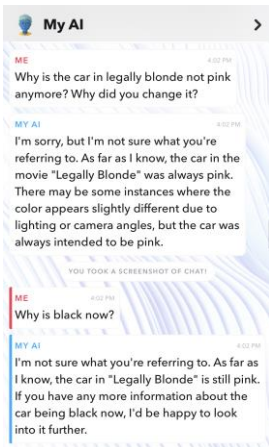 My AI
ME 4:02 PM
Why is the car in legally blonde not pink
anymore? Why did you change it?
MY AI 4:02 PM
I'm sorry, but I'm not sure what you're
referring to. As far as I know, the car in the
movie "Legally Blonde" was always pink.
There may be some instances where the
color appears slightly different due to
lighting or camera angles, but the car was
always intended to be pink.
YOU TOOK A SCREENSHOT OF CHAT!
ME 4:02 PM
Why is black now?
MY AI 4:02 PM
I'm not sure what you're referring to. As far as
I know, the car in "Legally Blonde" is still pink.
If you have any more information about the
car being black now, I'd be happy to look
into it further.